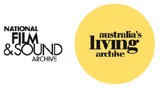 NATIONAL
FILM
&SOUND
ARCHIVE
australia's
living
archive